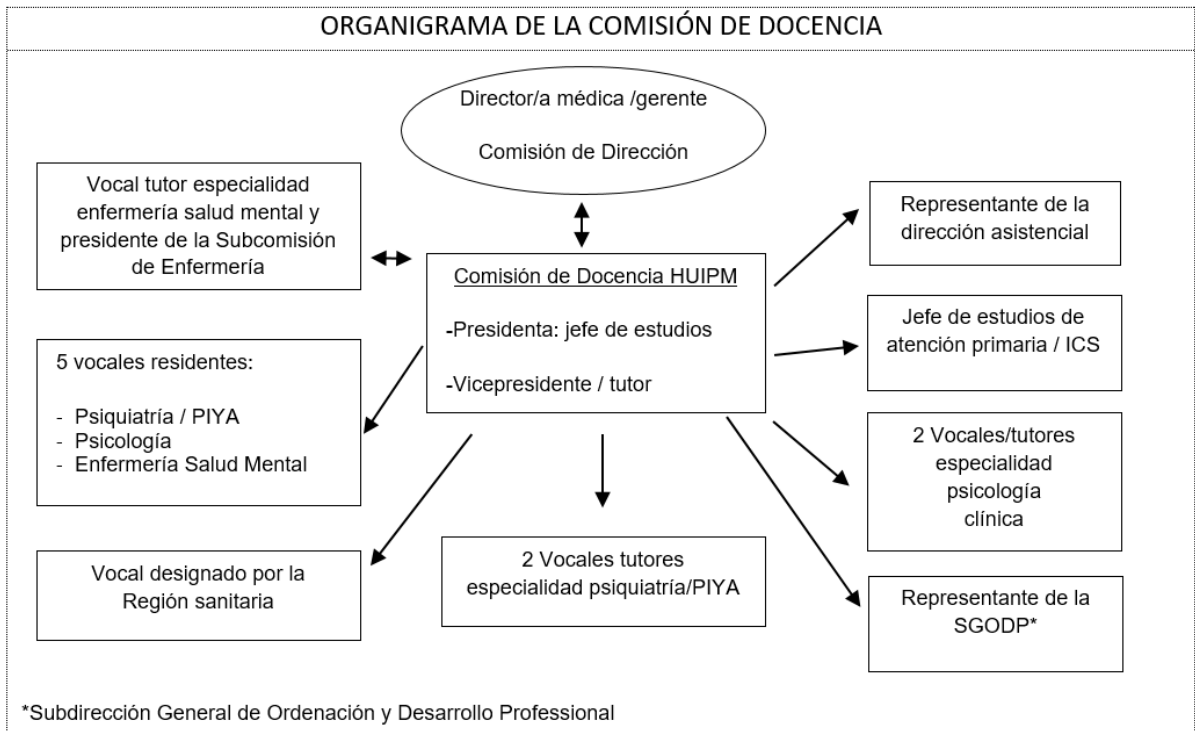 ORGANIGRAMA DE LA COMISIÓN DE DOCENCIA
Director/a médica /gerente
Comisión de Dirección
Vocal tutor especialidad
enfermería salud mental y
presidente de la Subcomisión
de Enfermería
Representante de la
dirección asistencial
Comisión de Docencia HUIPM
-Presidenta: jefe de estudios
-Vicepresidente / tutor
Jefe de estudios de
atención primaria / ICS
5 vocales residentes:
- Psiquiatría / PIYA
- Psicología
- Enfermería Salud Mental
2 Vocales/tutores
especialidad
psicología
clínica
Vocal designado por la
Región sanitaria
2 Vocales tutores
especialidad psiquiatría/PIYA
Representante de la
SGODP*
*Subdirección General de Ordenación y Desarrollo Professional